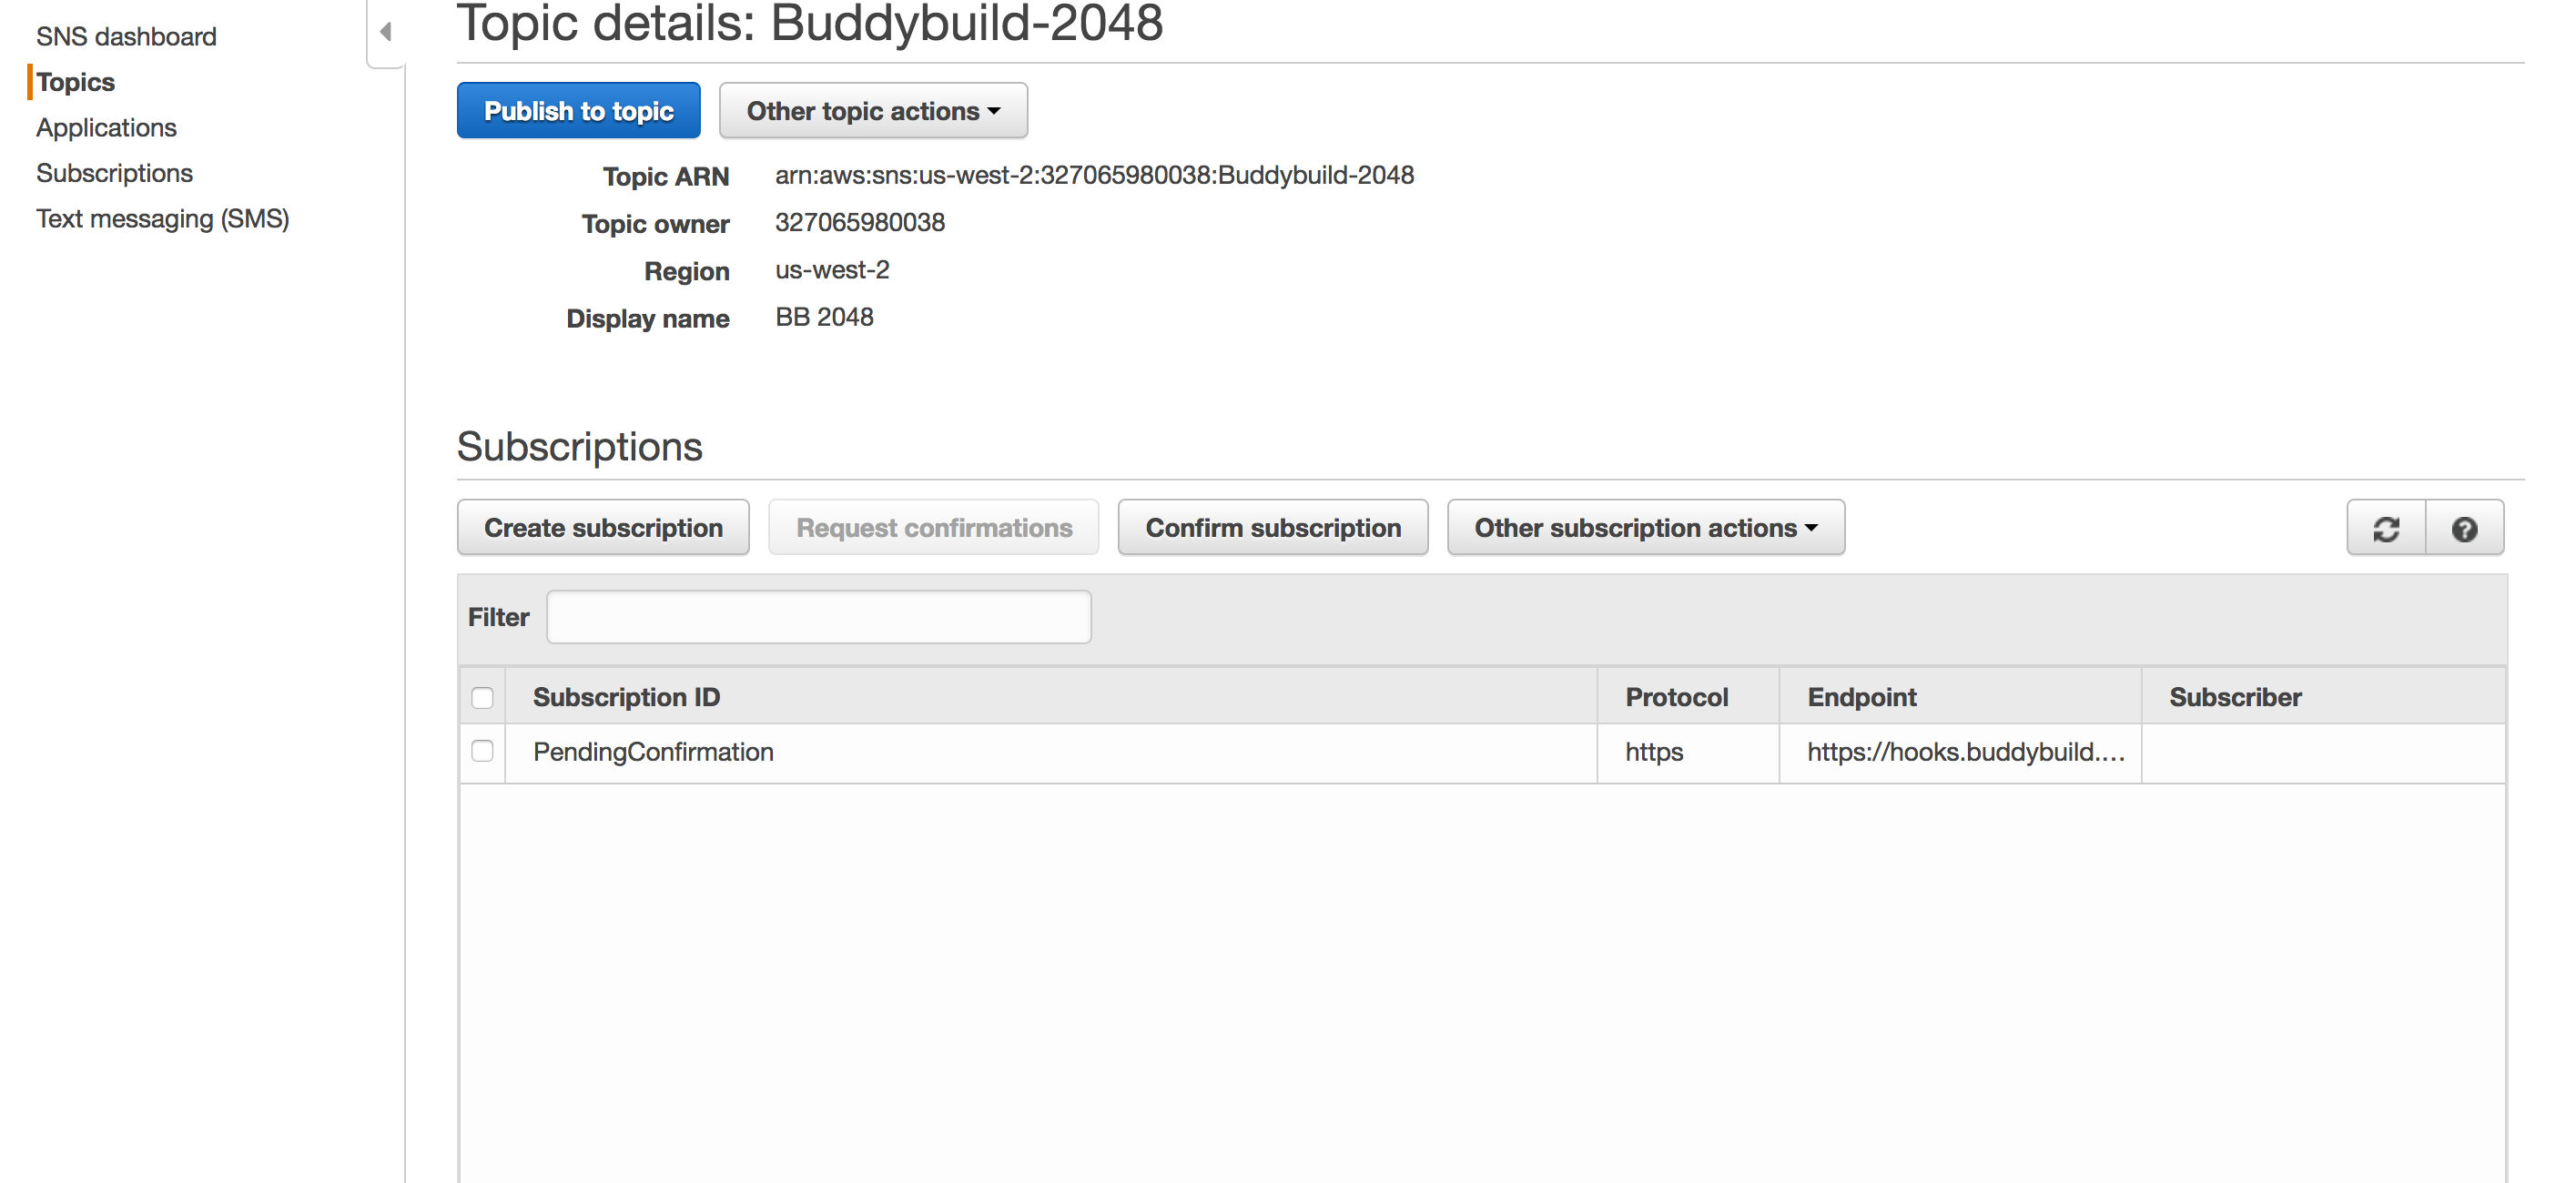 SNS dashboard
Topics
Applications
Subscriptions
Text messaging (SMS)
Topic details: Buddybuild-2048
Publish to topic
Other topic actions
Topic ARN arn:aws:sns:us-west-2:327065980038:Buddybuild-2048
Topic owner 327065980038
Region us-west-2
Display name BB 2048
Subscriptions
Create subscription Request confirmations Confirm subscription Other subscription actions
Filter
Subscription ID Protocol Endpoint Subscriber
PendingConfirmation https https://hooks.buddybuild....